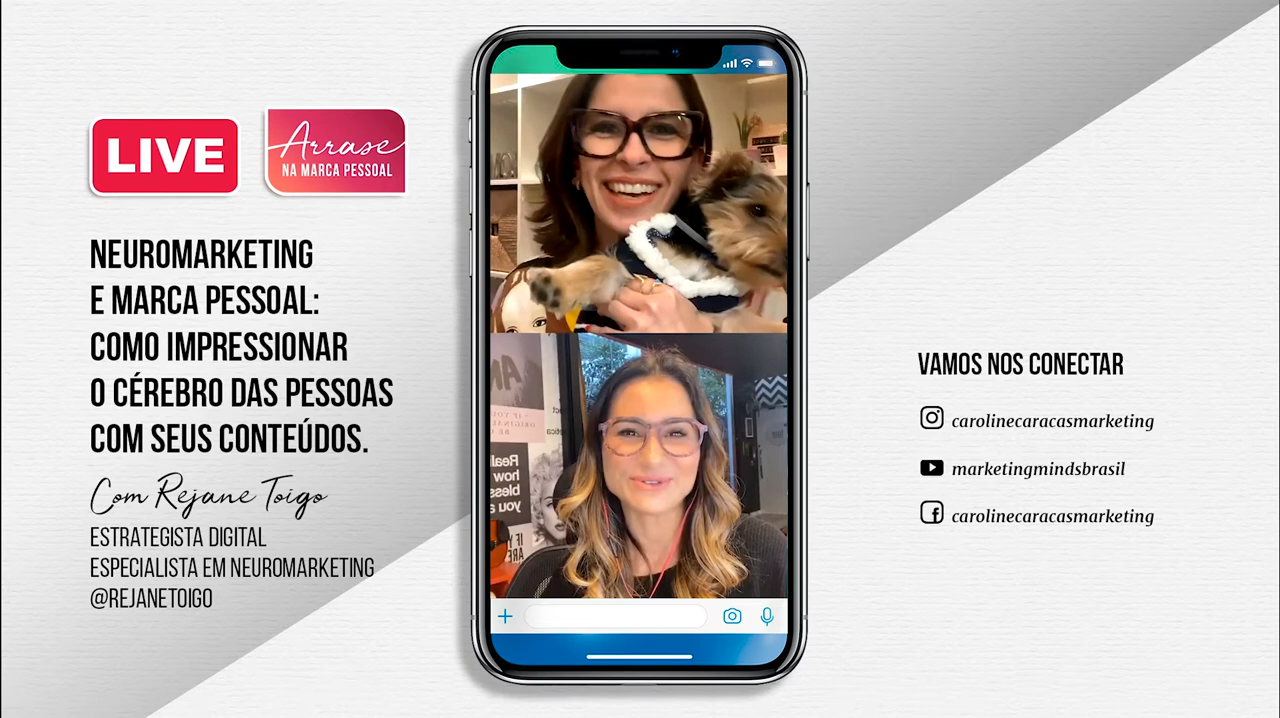 LIVE
Arrase
NA MARCA PESSOAL
NEUROMARKETING
E MARCA PESSOAL:
COMO IMPRESSIONAR
O CÉREBRO DAS PESSOAS
COM SEUS CONTEÚDOS.
Com Rejane Toigo
ESTRATEGISTA DIGITAL
ESPECIALISTA EM NEUROMARKETING
@REJANETOIGO
VAMOS NOS CONECTAR
carolinecaracasmarketing
marketingmindsbrasil
carolinecaracasmarketing